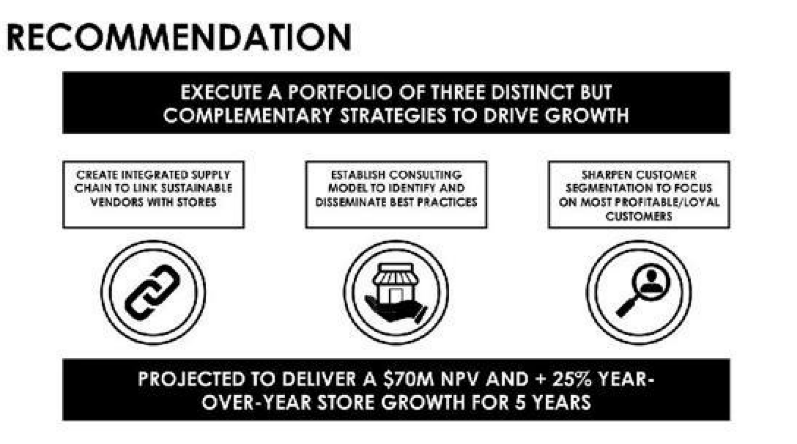 RECOMMENDATION
EXECUTE A PORTFOLIO OF THREE DISTINCT BUT
COMPLEMENTARY STRATEGIES TO DRIVE GROWTH
CREATE INTEGRATED SUPPLY
CHAIN TO LINK SUSTAINABLE
VENDORS WITH STORES
ESTABLISH CONSULTING
MODEL TO IDENTIFY AND
DISSEMINATE BEST PRACTICES
SHARPEN CUSTOMER
SEGMENTATION TO FOCUS
ON MOST PROFITABLE/LOYAL
CUSTOMERS
PROJECTED TO DELIVER A $70M NPV AND + 25% YEAR-
OVER-YEAR STORE GROWTH FOR 5 YEARS